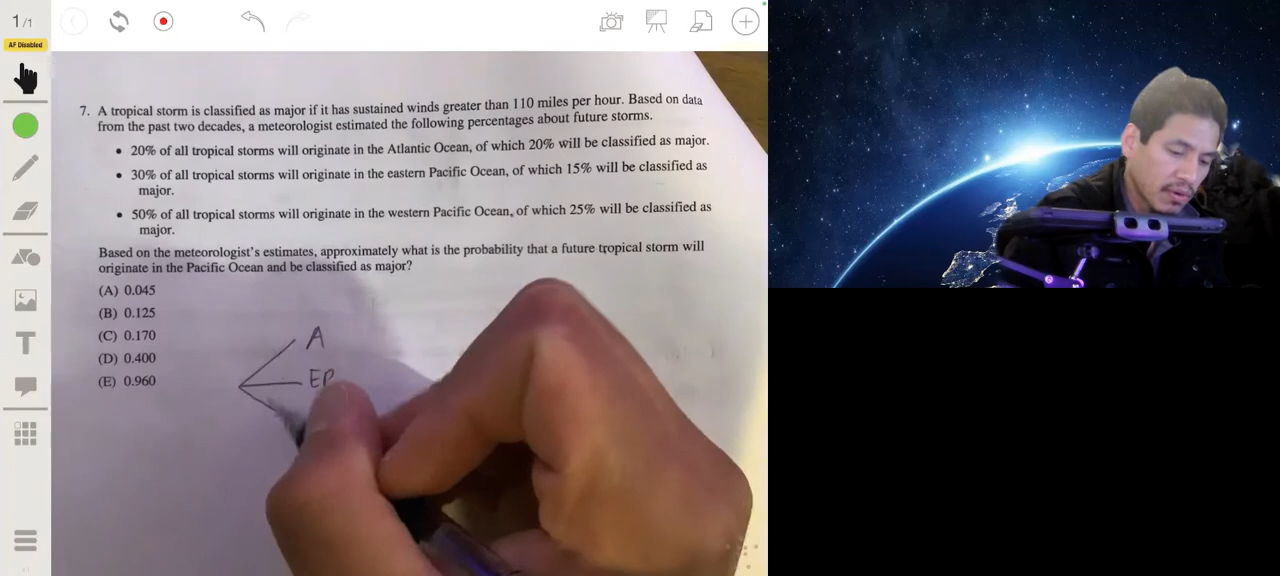 1/1
AF Disabled
T
7. A tropical storm is classified as major if it has sustained winds greater than 110 miles per hour. Based on data
from the past two decades, a meteorologist estimated the following percentages about future storms.
• 20% of all tropical storms will originate in the Atlantic Ocean, of which 20% will be classified as major.
• 30% of all tropical storms will originate in the eastern Pacific Ocean, of which 15% will be classified as
major.
• 50% of all tropical storms will originate in the western Pacific Ocean, of which 25% will be classified as
major.
Based on the meteorologist's estimates, approximately what is the probability that a future tropical storm will
originate in the Pacific Ocean and be classified as major?
(A) 0.045
(B) 0.125
(C) 0.170
(D) 0.400
(E) 0.960
A
EP